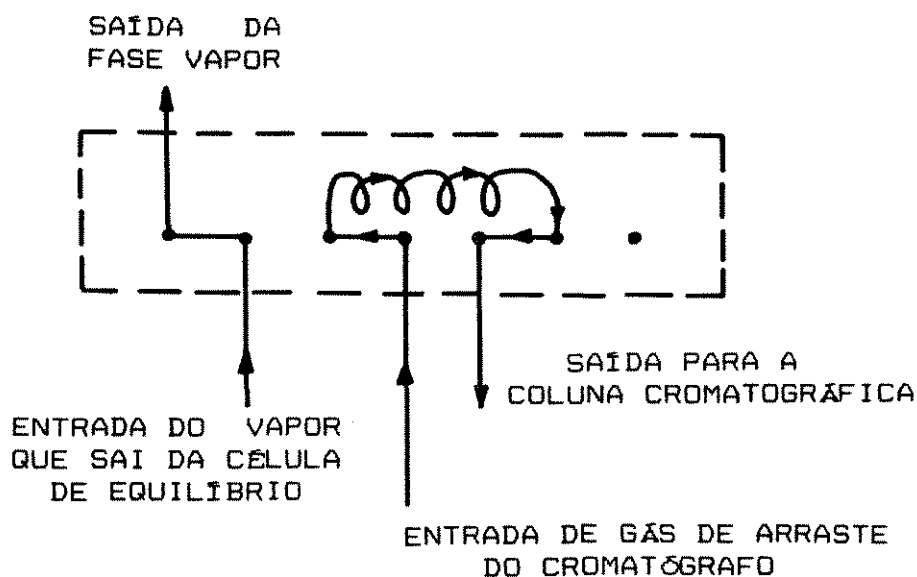 SAÍDA DA
FASE VAPOR
SAÍDA PARA A
COLUNA CROMATOGRÁFICA
ENTRADA DO VAPOR
QUE SAI DA CÉLULA
DE EQUILÍBRIO
ENTRADA DE GÁS DE ARRASTE
DO CROMATÓGRAFO